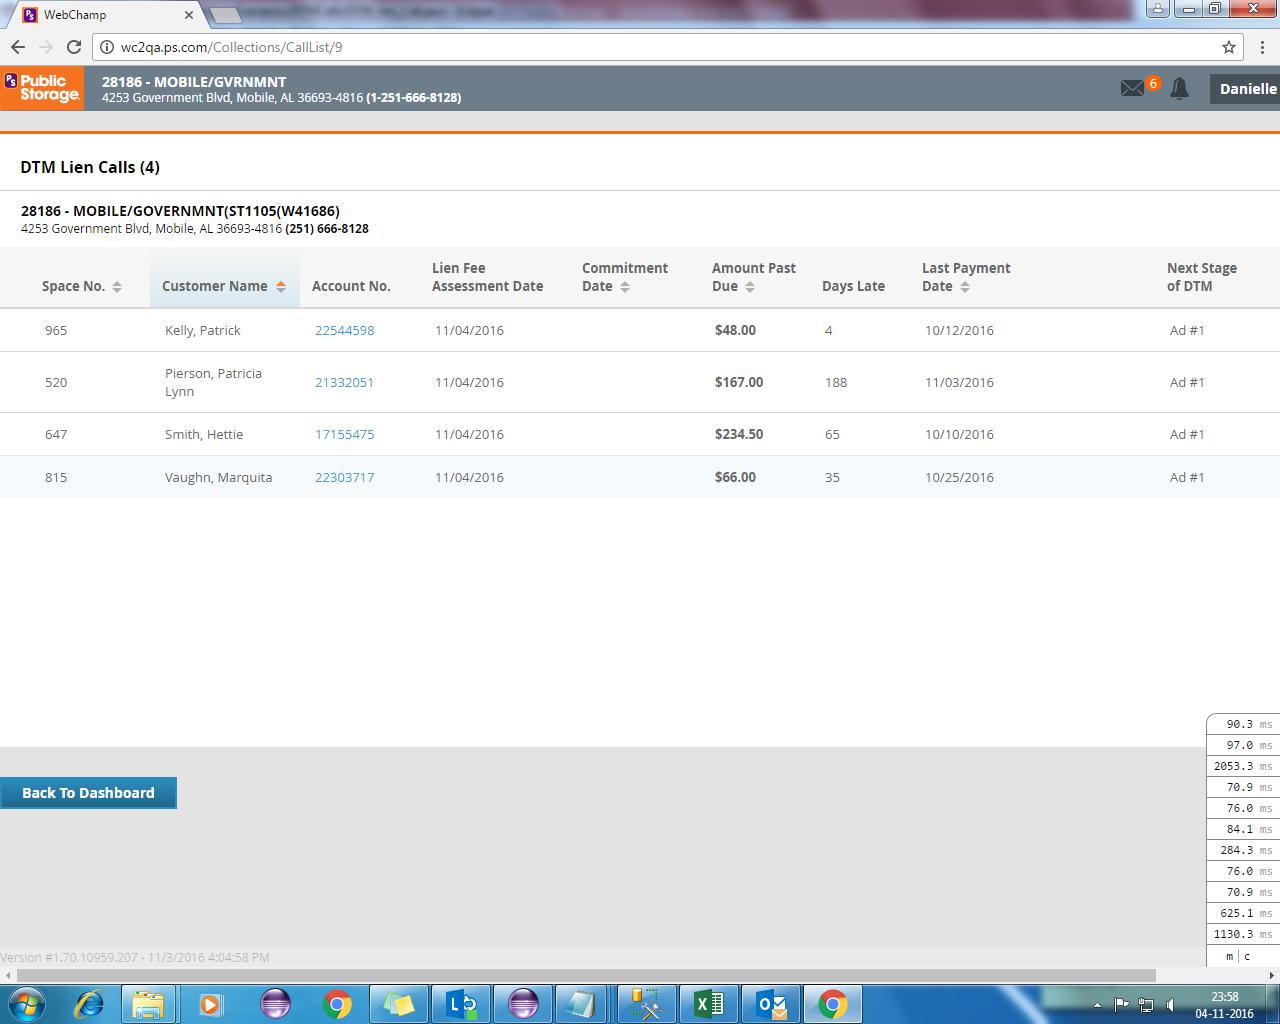 WebChamp
wc2qa.ps.com/Collections/CallList/9
PS Public Storage.
28186 - MOBILE/GVRNMNT
4253 Government Blvd, Mobile, AL 36693-4816 (1-251-666-8128)
6
Danielle
DTM Lien Calls (4)
28186 - MOBILE/GOVERNMNT(ST1105(W41686)
4253 Government Blvd, Mobile, AL 36693-4816 (251) 666-8128
Space No. Customer Name Account No. Lien Fee Assessment Date Commitment Date Amount Past Due Days Late Last Payment Date Next Stage of DTM
965 Kelly, Patrick 22544598 11/04/2016 $48.00 4 10/12/2016 Ad #1
520 Pierson, Patricia Lynn 21332051 11/04/2016 $167.00 188 11/03/2016 Ad #1
647 Smith, Hettie 17155475 11/04/2016 $234.50 65 10/10/2016 Ad #1
815 Vaughn, Marquita 22303717 11/04/2016 $66.00 35 10/25/2016 Ad #1
90.3 ms
97.0 ms
2053.3 ms
70.9 ms
76.0 ms
84.1 ms
284.3 ms
76.0 ms
70.9 ms
625.1 ms
1130.3 ms
m | c
Back To Dashboard
Version #1.70.10959.207 - 11/3/2016 4:04:58 PM
23:58
04-11-2016